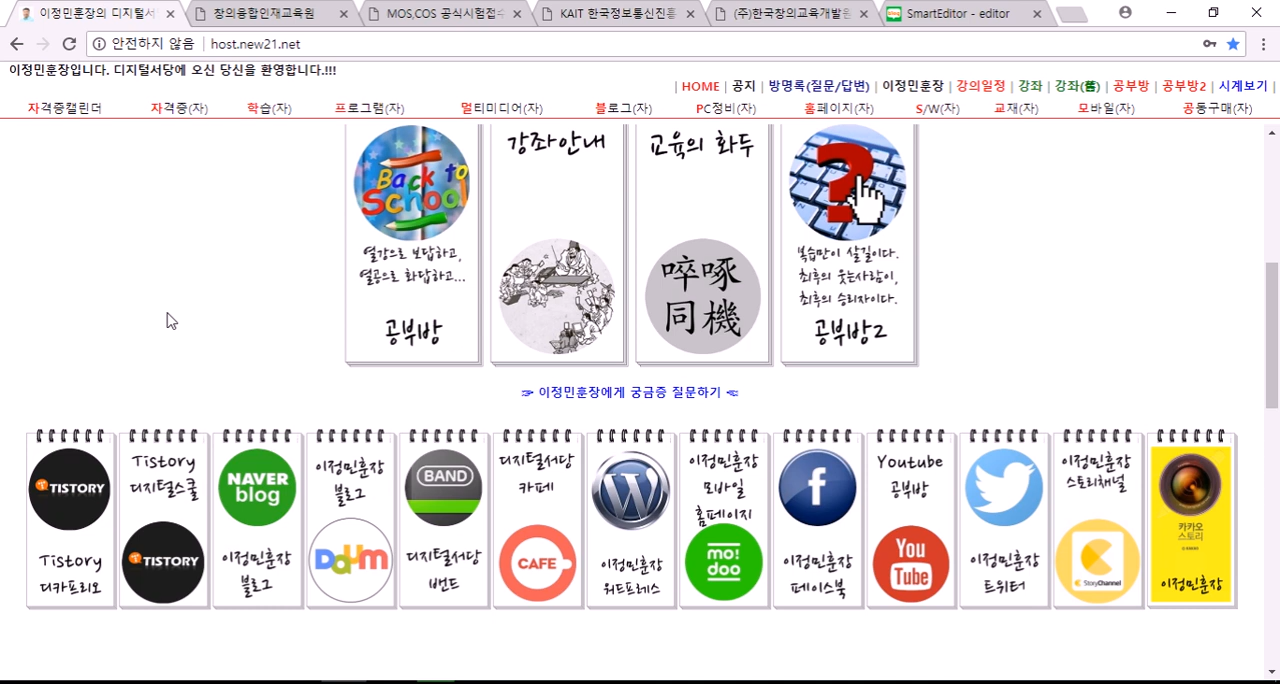 이정민훈장의 디지털서
창의융합인재교육원
MOS,COS 공식시험접수
KAIT 한국정보통신진흥
(주)한국창의교육개발원
SmartEditor - editor
안전하지 않음
host.new21.net
이정민훈장입니다. 디지털서당에 오신 당신을 환영합니다.!!!
| HOME | 공지 | 방명록(질문/답변) | 이정민훈장 | 강의일정 | 강좌 | 강좌(舊) | 공부방 | 공부방2 | 시계보기 |
자격증캘린더 자격증(자) 학습(자) 프로그램(자) 멀티미디어(자) 블로그(자) PC정비(자) 홈페이지(자) S/W(자) 교재(자) 모바일(자) 공동구매(자)
Back to
School
열강으로 보답하고,
열공으로 화답하고...
공부방
강좌안내
교육의 화두
啐啄
同機
?
복습만이 살길이다.
최후의 웃는사람이,
최후의 승리자이다.
공부방2
☞ 이정민훈장에게 궁금증 질문하기 ☜
TISTORY
Tistory
디카프리오
Tistory
디지털스쿨
TISTORY
NAVER
blog
이정민훈장
블로그
이정민훈장
블로그
Daum
BAND
디지털서당
밴드
디지털서당
카페
CAFE
W
이정민훈장
워드프레스
이정민훈장
모바일
홈페이지
mo!
doo
f
이정민훈장
페이스북
Youtube
공부방
You
Tube
이정민훈장
트위터
이정민훈장
스토리채널
StoryChannel
카카오
스토리
이정민훈장